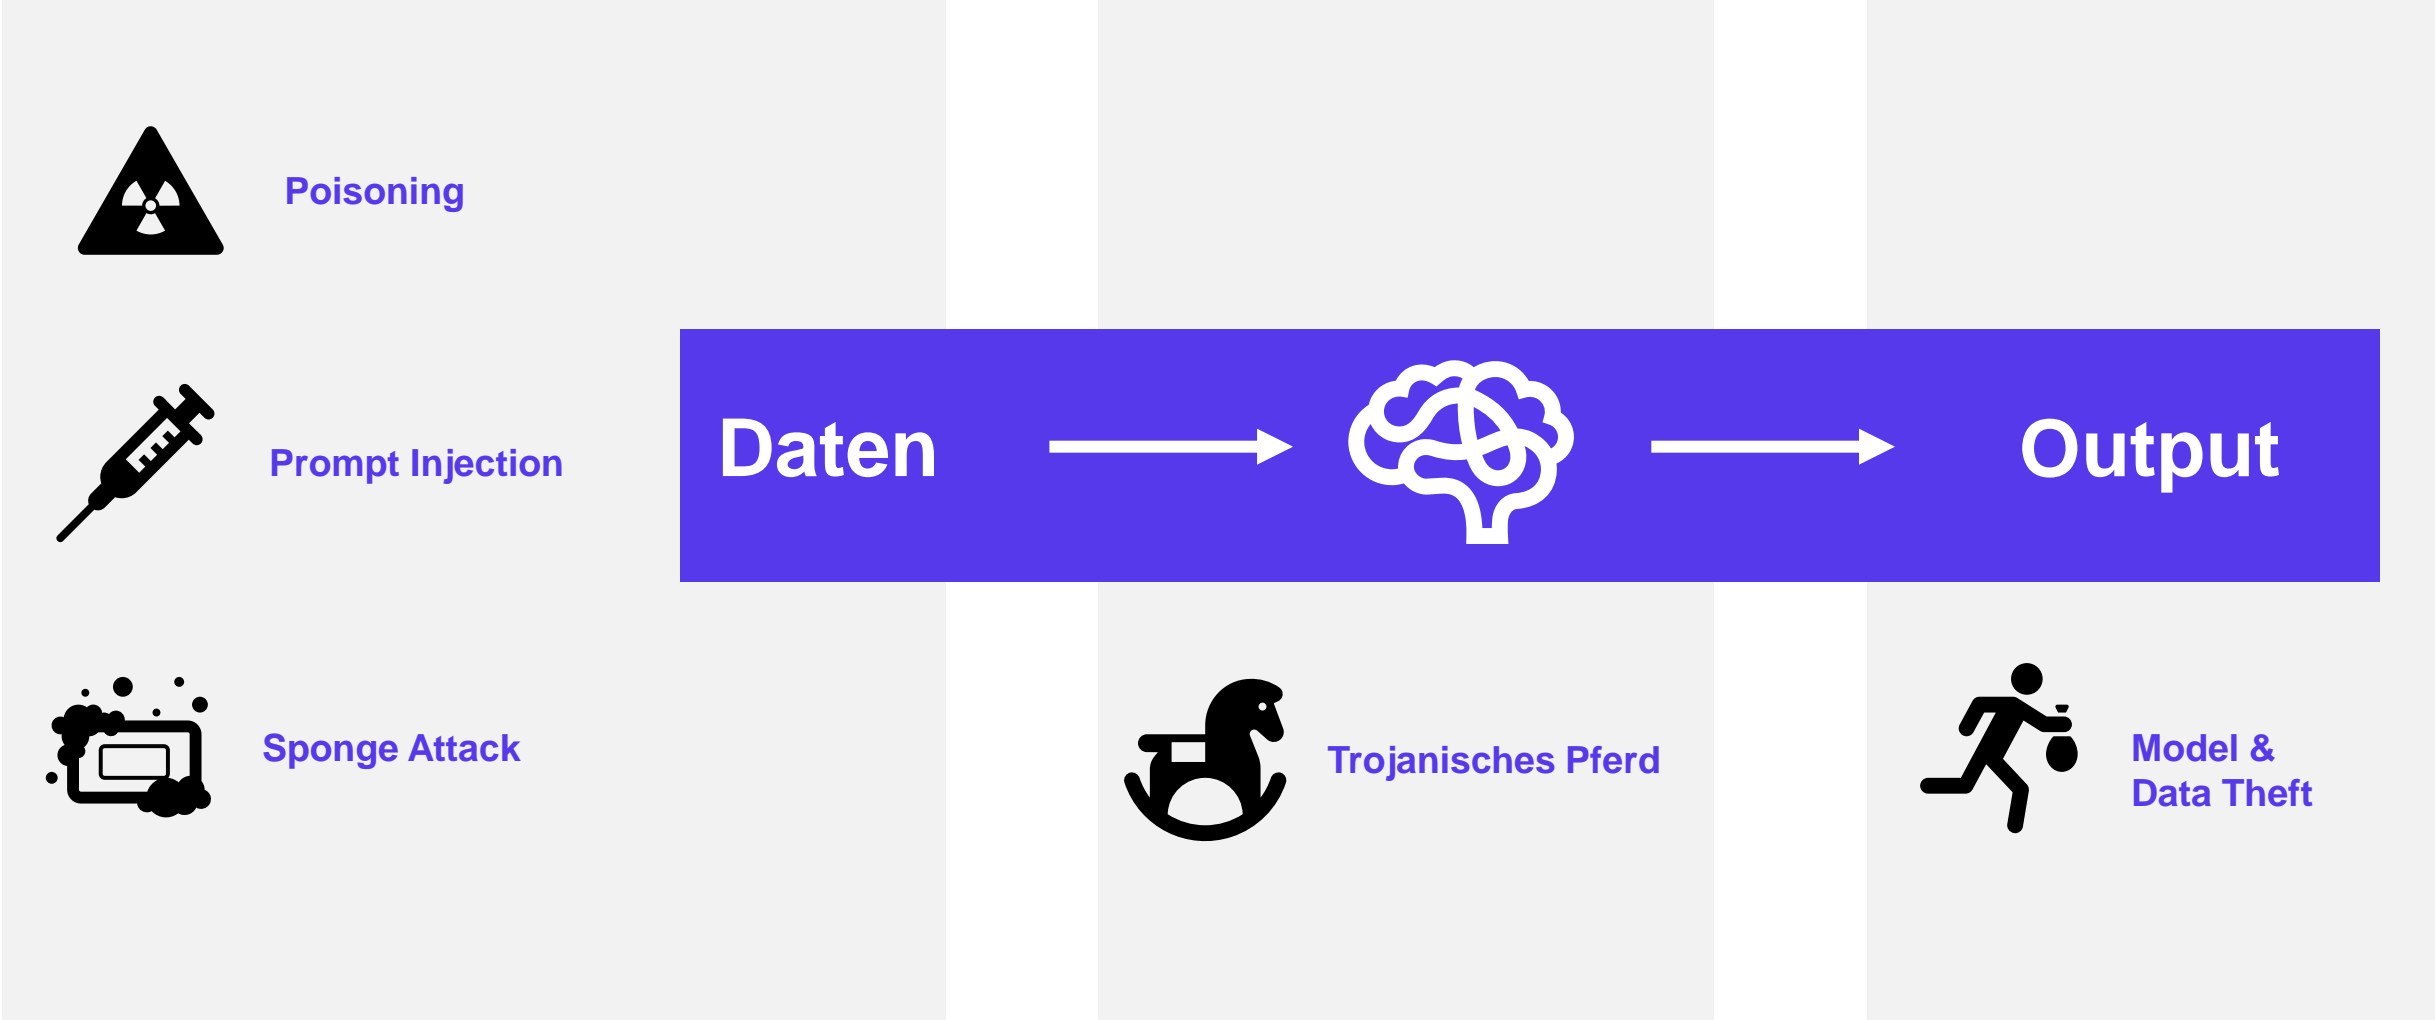 Poisoning
Prompt Injection
Sponge Attack
Daten
Output
Trojanisches Pferd
Model &
Data Theft